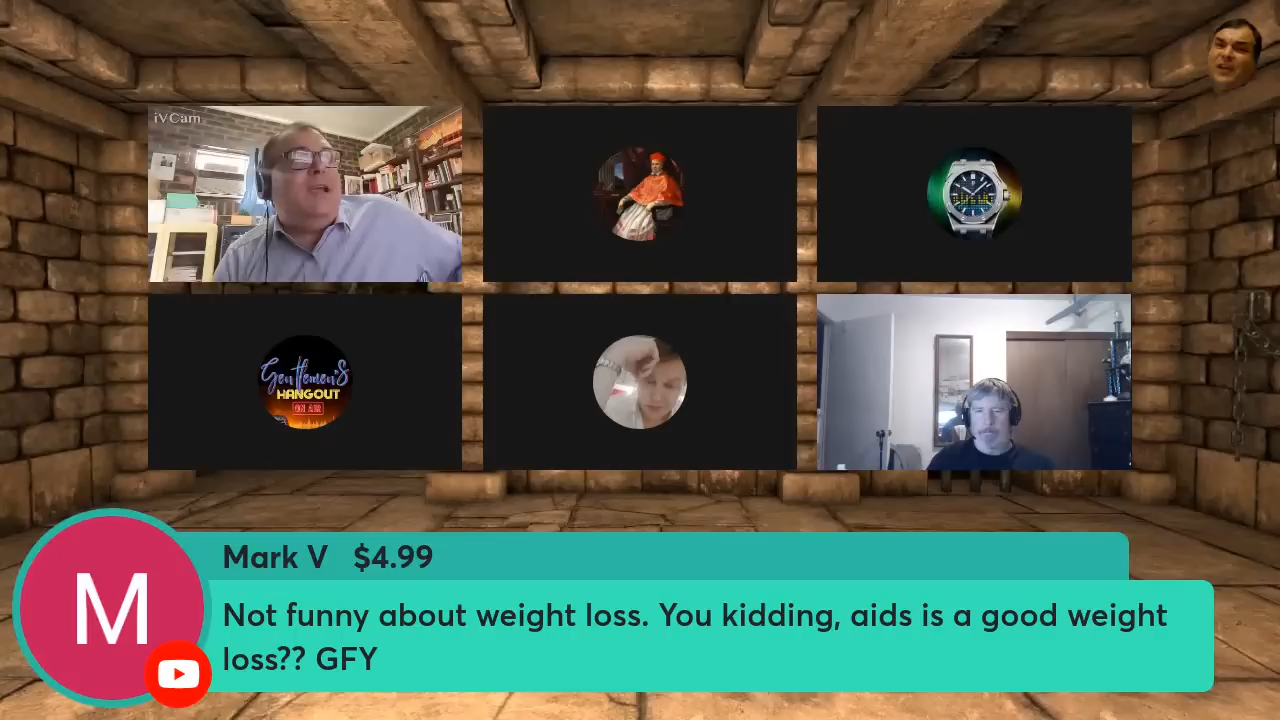 iVCam
Gentlemen'S
HANGOUT
ON AIR
Mark V $4.99
Not funny about weight loss. You kidding, aids is a good weight
loss?? GFY
M